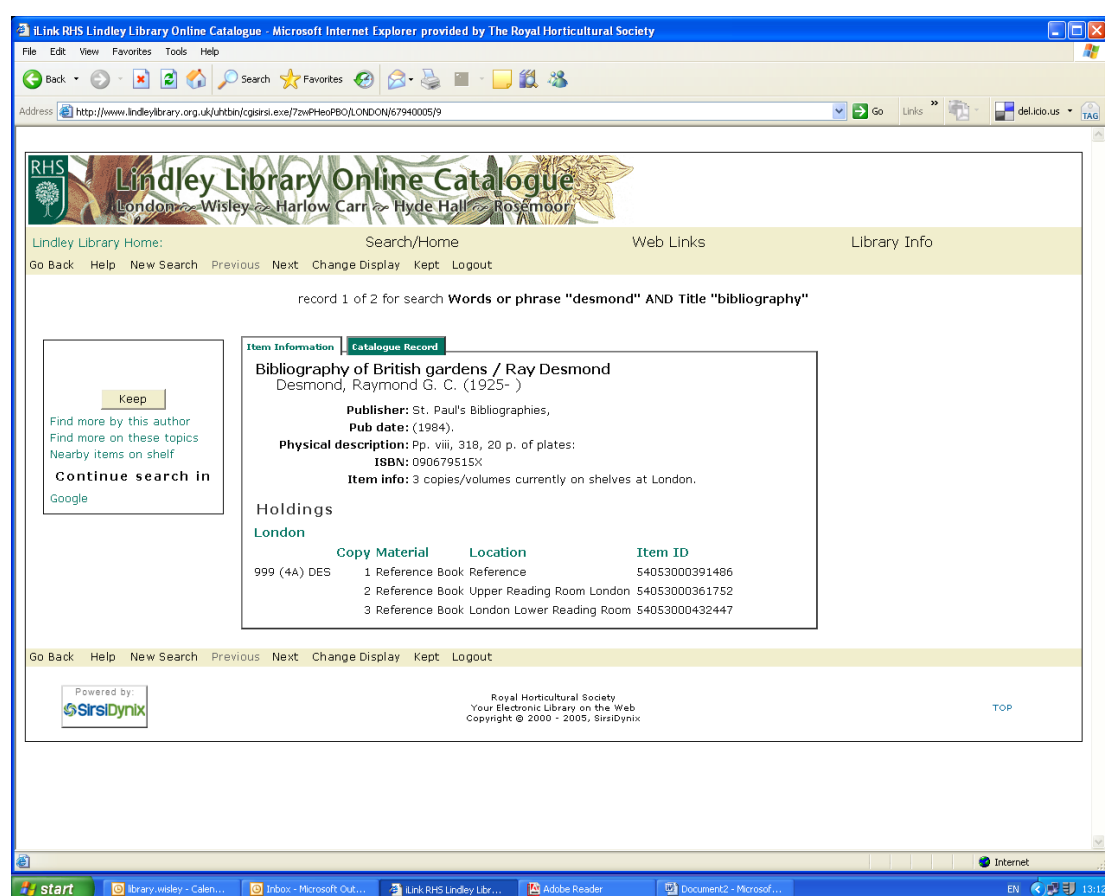 iLink RHS Lindley Library Online Catalogue - Microsoft Internet Explorer provided by The Royal Horticultural Society
File Edit View Favorites Tools Help
Back Search Favorites
Address http://www.lindleylibrary.org.uk/uhtbin/cgisirsi.exe/7zwPHeoPBO/LONDON/67940005/9 Go Links » del.icio.us TAG
RHS
Lindley Library Online Catalogue
London Wisley Harlow Carr Hyde Hall Rosemoor
Lindley Library Home: Search/Home Web Links Library Info
Go Back Help New Search Previous Next Change Display Kept Logout
record 1 of 2 for search Words or phrase "desmond" AND Title "bibliography"
Keep
Find more by this author
Find more on these topics
Nearby items on shelf
Continue search in
Google
Item Information Catalogue Record
Bibliography of British gardens / Ray Desmond
Desmond, Raymond G. C. (1925- )
Publisher: St. Paul's Bibliographies,
Pub date: (1984).
Physical description: Pp. viii, 318, 20 p. of plates:
ISBN: 090679515X
Item info: 3 copies/volumes currently on shelves at London.
Holdings
London
Copy Material Location Item ID
999 (4A) DES 1 Reference Book Reference 54053000391486
2 Reference Book Upper Reading Room London 54053000361752
3 Reference Book London Lower Reading Room 54053000432447
Go Back Help New Search Previous Next Change Display Kept Logout
Powered by:
SirsiDynix
Royal Horticultural Society
Your Electronic Library on the Web
Copyright © 2000 - 2005, SirsiDynix
TOP
Internet
start library.wisley - Calen... Inbox - Microsoft Out... iLink RHS Lindley Libr... Adobe Reader Document2 - Microsof... EN 13:12